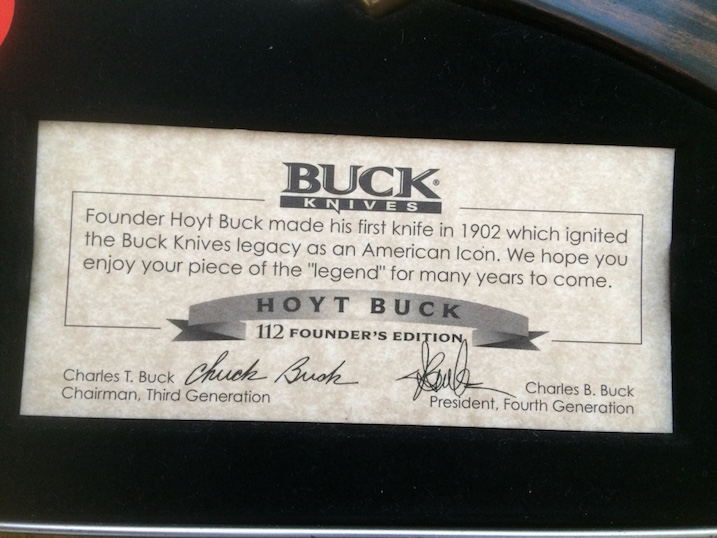 BUCK®
KNIVES
Founder Hoyt Buck made his first knife in 1902 which ignited
the Buck Knives legacy as an American Icon. We hope you
enjoy your piece of the "legend" for many years to come.
HOYT BUCK
112 FOUNDER'S EDITION
Charles T. Buck Chuck Buck
Chairman, Third Generation
Charles B. Buck
President, Fourth Generation